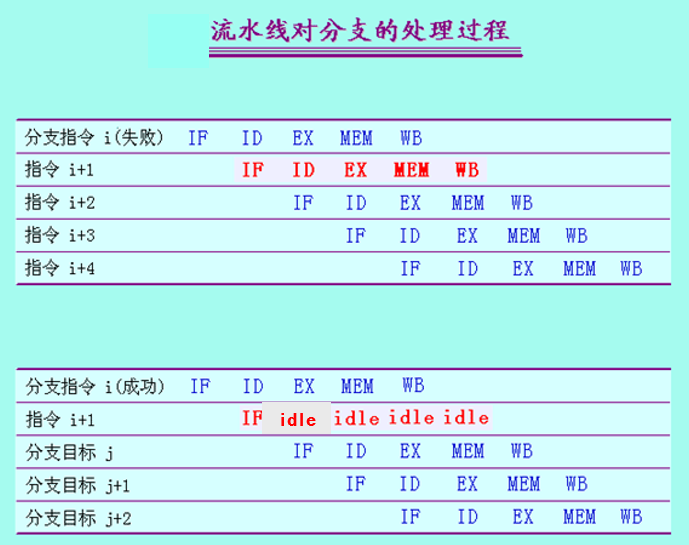 流水线对分支的处理过程
分支指令 i(失败) IF ID EX MEM WB
指令 i+1 IF ID EX MEM WB
指令 i+2 IF ID EX MEM WB
指令 i+3 IF ID EX MEM WB
指令 i+4 IF ID EX MEM WB
分支指令 i(成功) IF ID EX MEM WB
指令 i+1 IF idle idle idle idle
分支目标 j IF ID EX MEM WB
分支目标 j+1 IF ID EX MEM WB
分支目标 j+2 IF ID EX MEM WB